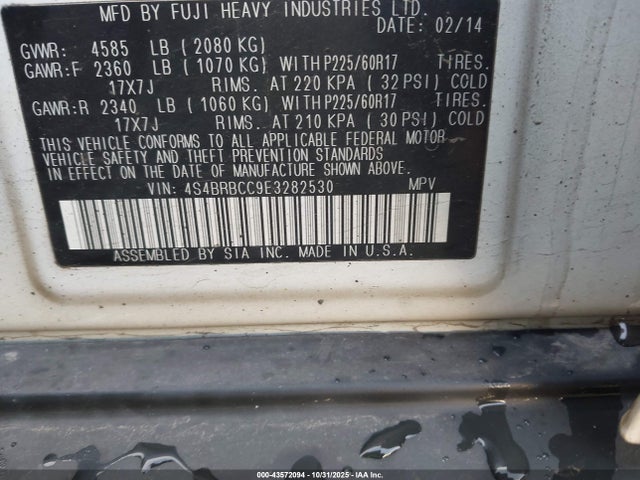 MFD BY FUJI HEAVY INDUSTRIES LTD.
DATE: 02/14
GVWR: 4585 LB (2080 KG)
GAWR:F 2360 LB (1070 KG) WITH P225/60R17 TIRES.
17X7J RIMS. AT 220 KPA (32 PSI) COLD
GAWR:R 2340 LB (1060 KG) WITH P225/60R17 TIRES.
17X7J RIMS. AT 210 KPA (30 PSI) COLD
THIS VEHICLE CONFORMS TO ALL APPLICABLE FEDERAL MOTOR
VEHICLE SAFETY AND THEFT PREVENTION STANDARDS
IN EFFECT ON THE DATE OF MANUFACTURE SHOWN ABOVE.
VIN: 4S4BRBCC9E3282530 MPV
ASSEMBLED BY SIA INC. MADE IN U.S.A.
000-43572094 - 10/31/2025 - IAAI.COM